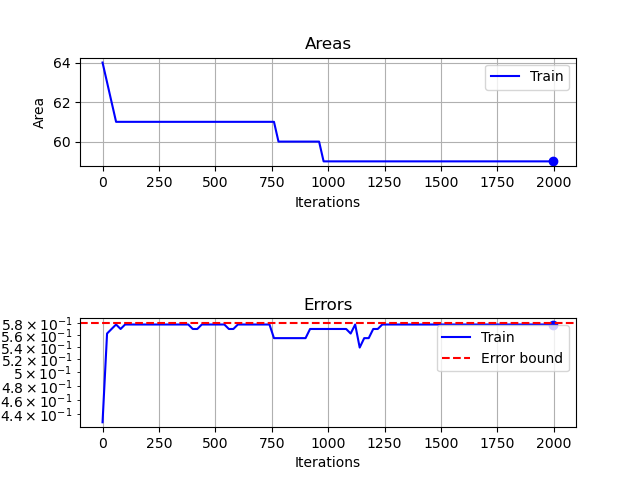 Areas
64
62
60
Area
Train
0 250 500 750 1000 1250 1500 1750 2000
Iterations
Errors
5.8 × 10⁻¹
5.6 × 10⁻¹
5.4 × 10⁻¹
5.2 × 10⁻¹
5 × 10⁻¹
4.8 × 10⁻¹
4.6 × 10⁻¹
4.4 × 10⁻¹
Train
Error bound
0 250 500 750 1000 1250 1500 1750 2000
Iterations